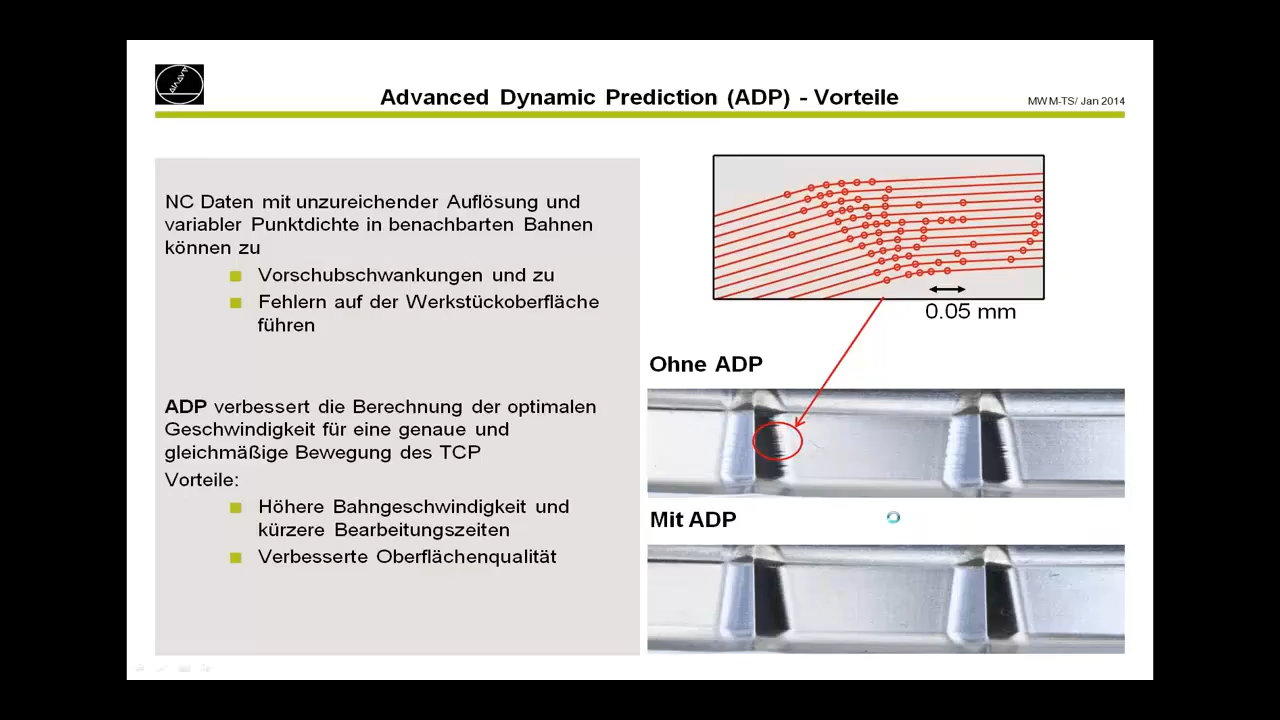 Advanced Dynamic Prediction (ADP) - Vorteile
MWM-TS/ Jan 2014
NC Daten mit unzureichender Auflösung und
variabler Punktdichte in benachbarten Bahnen
können zu
Vorschubschwankungen und zu
Fehlern auf der Werkstückoberfläche
führen
ADP verbessert die Berechnung der optimalen
Geschwindigkeit für eine genaue und
gleichmäßige Bewegung des TCP
Vorteile:
Höhere Bahngeschwindigkeit und
kürzere Bearbeitungszeiten
Verbesserte Oberflächenqualität
0.05 mm
Ohne ADP
Mit ADP